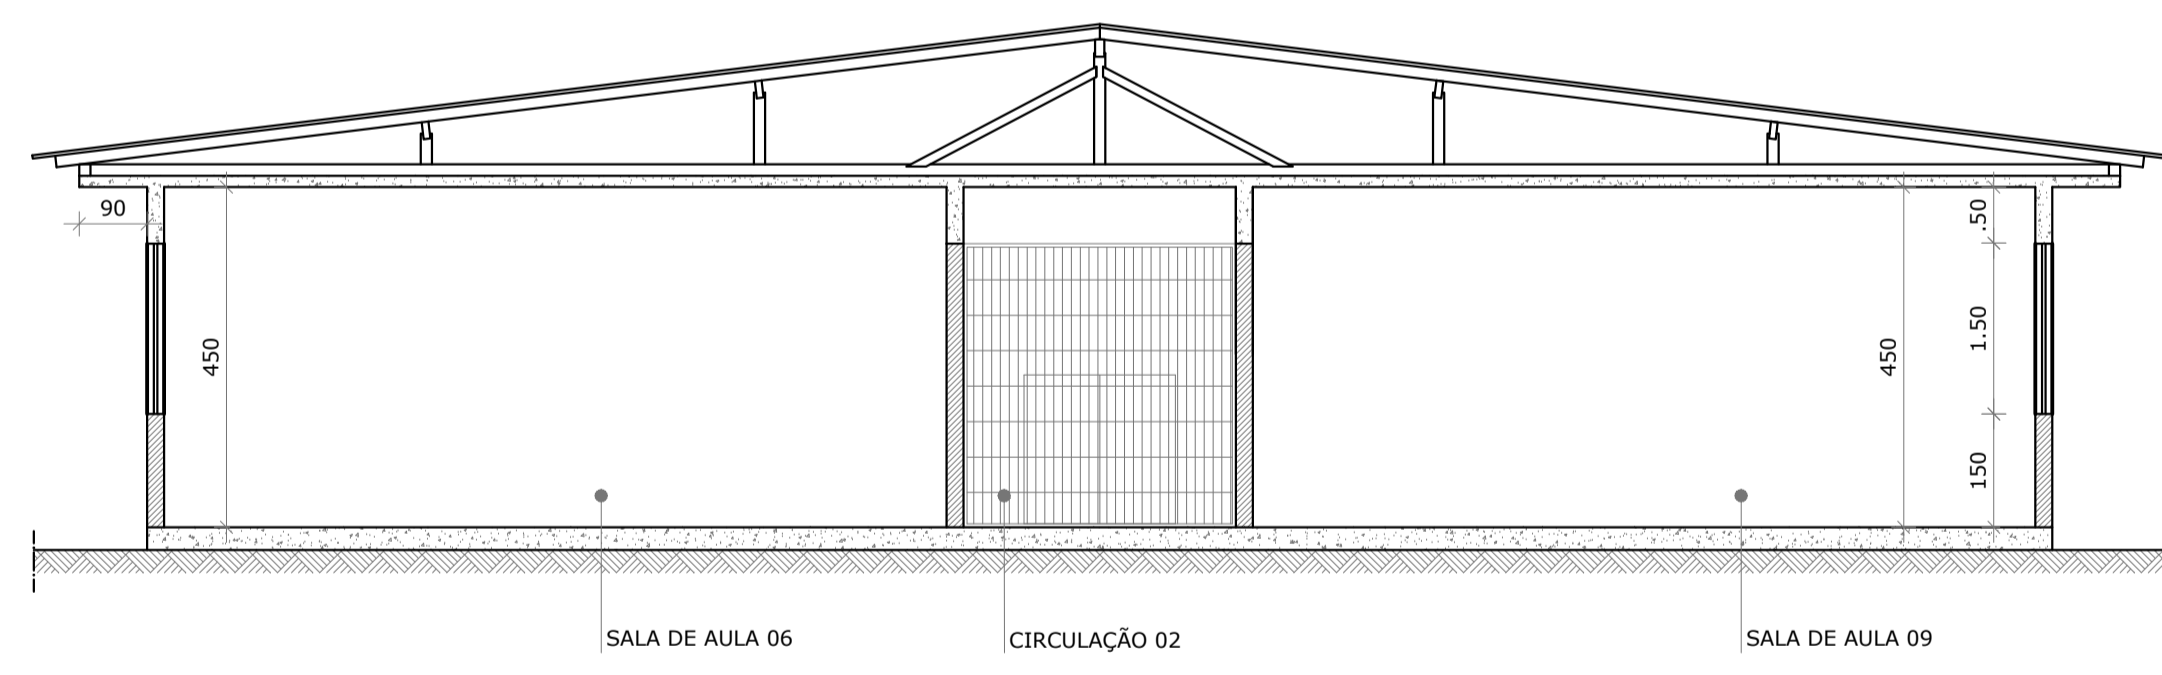 90
450
450
.50
1.50
150
SALA DE AULA 06
CIRCULAÇÃO 02
SALA DE AULA 09